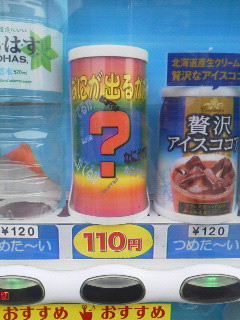 ろはす
OHAS.
なにが出るか
?
北海道産生クリーム
贅沢なアイスココ
贅沢
アイスココア
¥120
110円
¥120
つめた〜い
つめた〜い
おすすめ
おすすめ